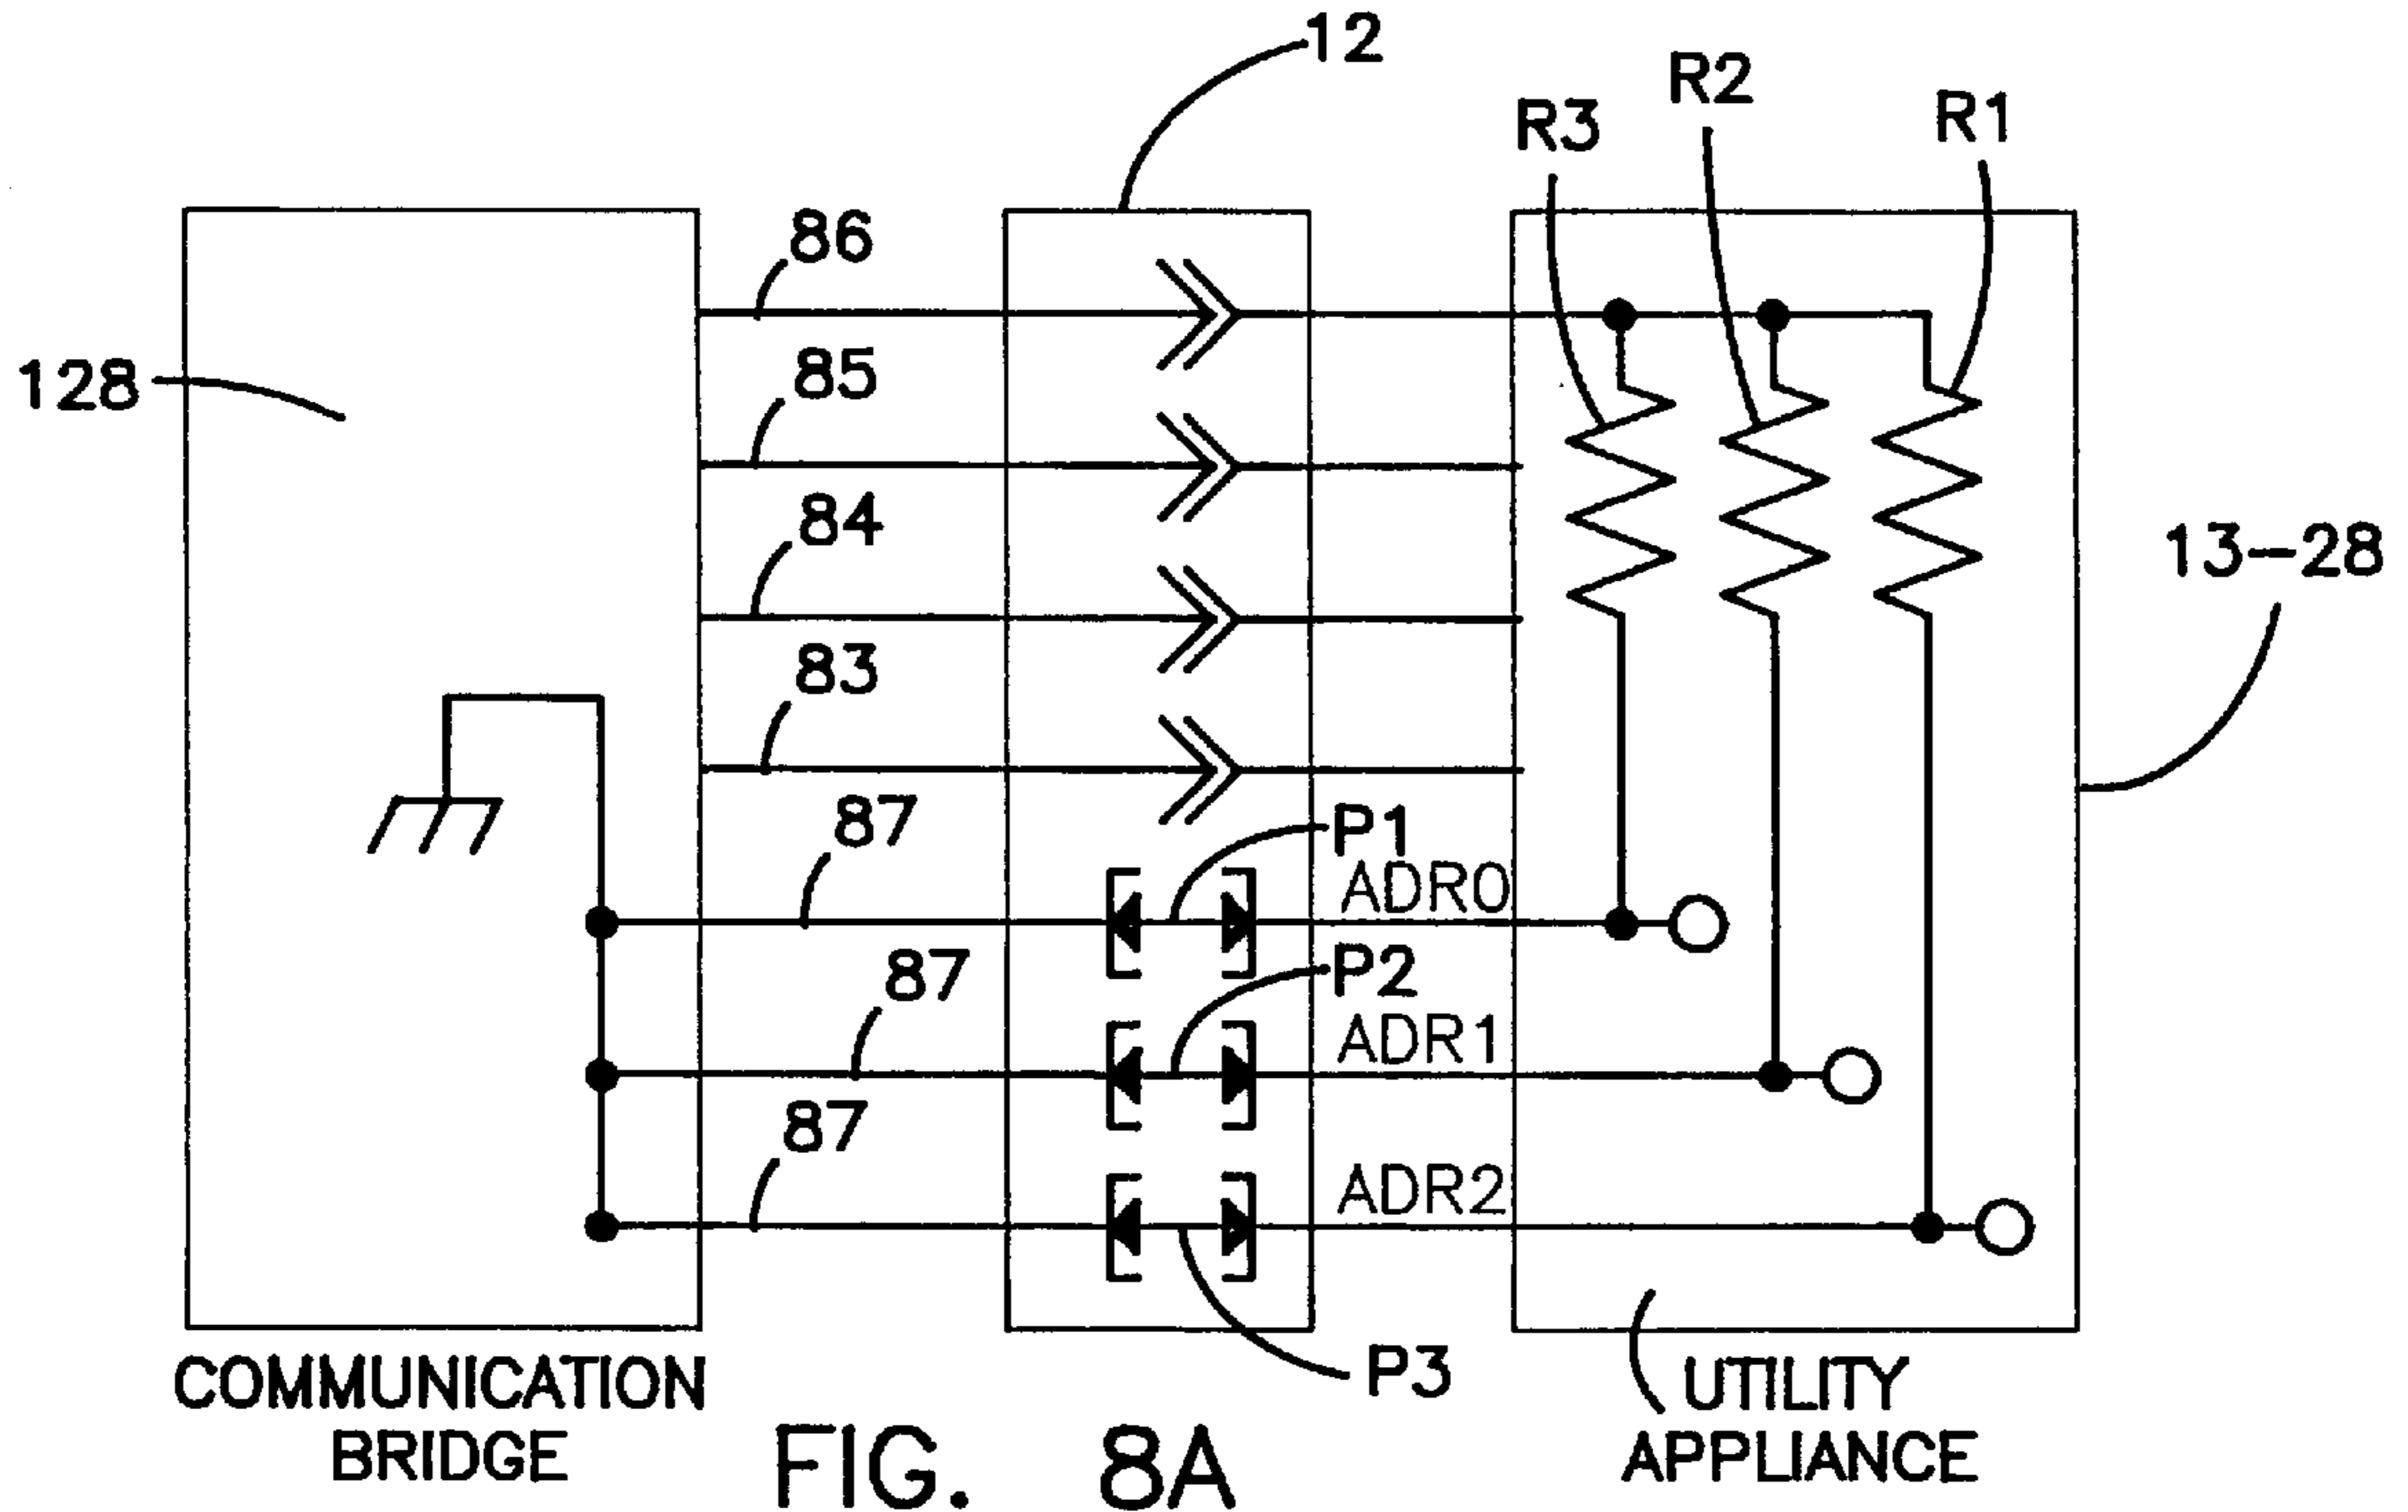 12
R2
R1
R3
86
128
85
84
13-28
83
87
P1
ADR0
87
P2
ADR1
87
ADR2
P3
COMMUNICATION
BRIDGE
UTILITY
APPLIANCE
FIG. 8A